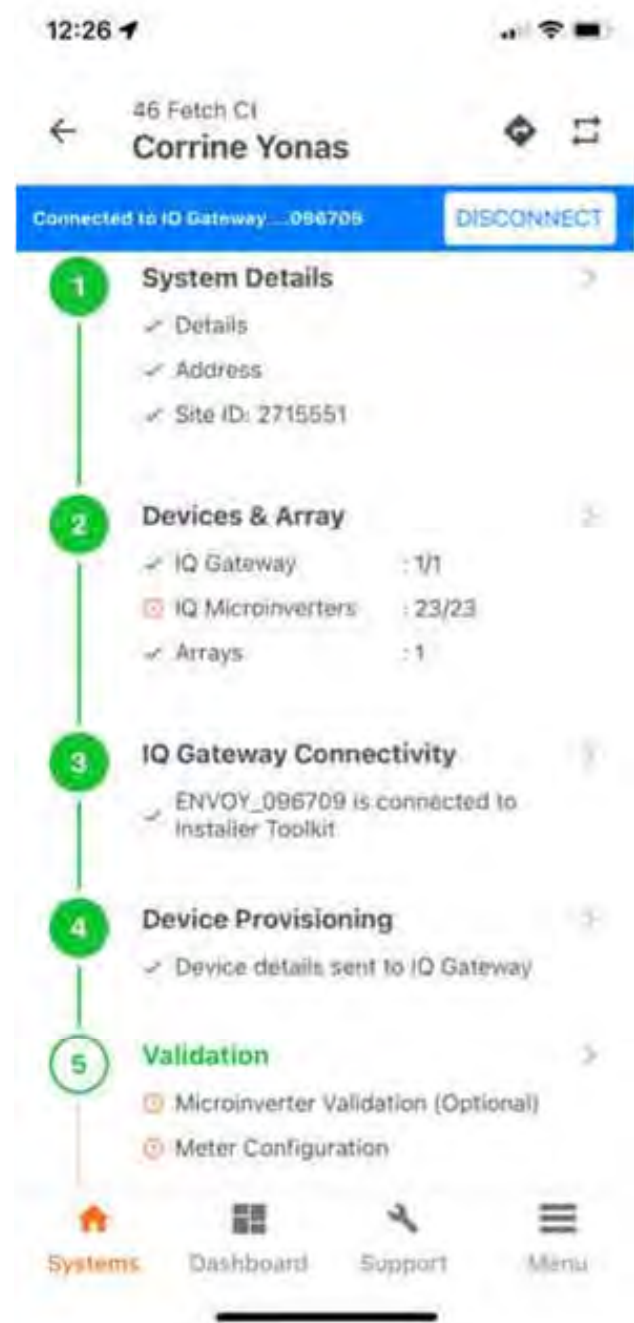 12:26
46 Fetch Ct
Corrine Yonas
Connected to IQ Gateway....096709
DISCONNECT
1
System Details
Details
Address
Site ID: 2715551
2
Devices & Array
IQ Gateway : 1/1
IQ Microinverters : 23/23
Arrays : 1
3
IQ Gateway Connectivity
ENVOY_096709 is connected to
Installer Toolkit
4
Device Provisioning
Device details sent to IQ Gateway
5
Validation
Microinverter Validation (Optional)
Meter Configuration
Systems Dashboard Support Menu